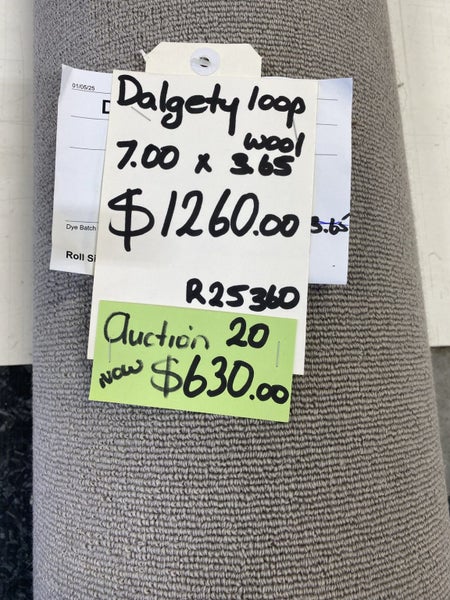 01/05/25
D
Dalgety loop
wool
7.00 x 3.65
$1260.00
3.65
Dye Batch
Roll Si
R25360
Auction 20
NOW $630.00